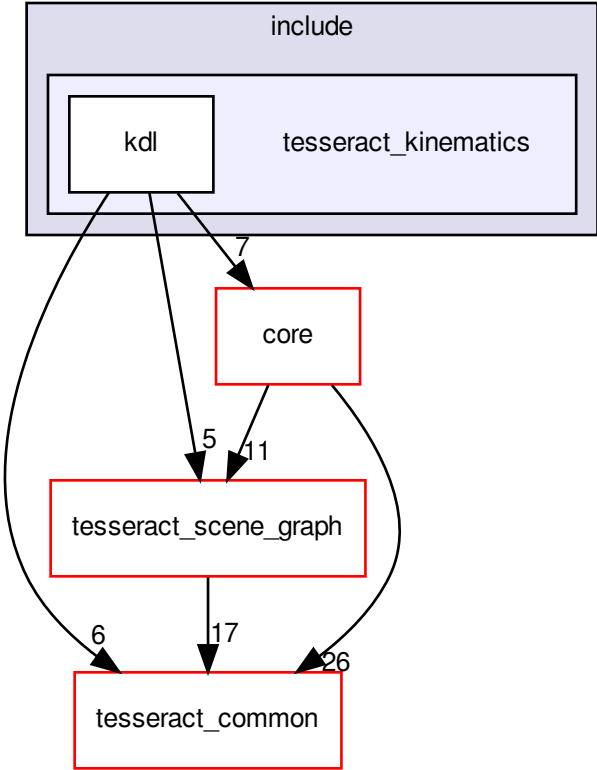 include
kdl
tesseract_kinematics
7
core
5
11
tesseract_scene_graph
6
17
26
tesseract_common